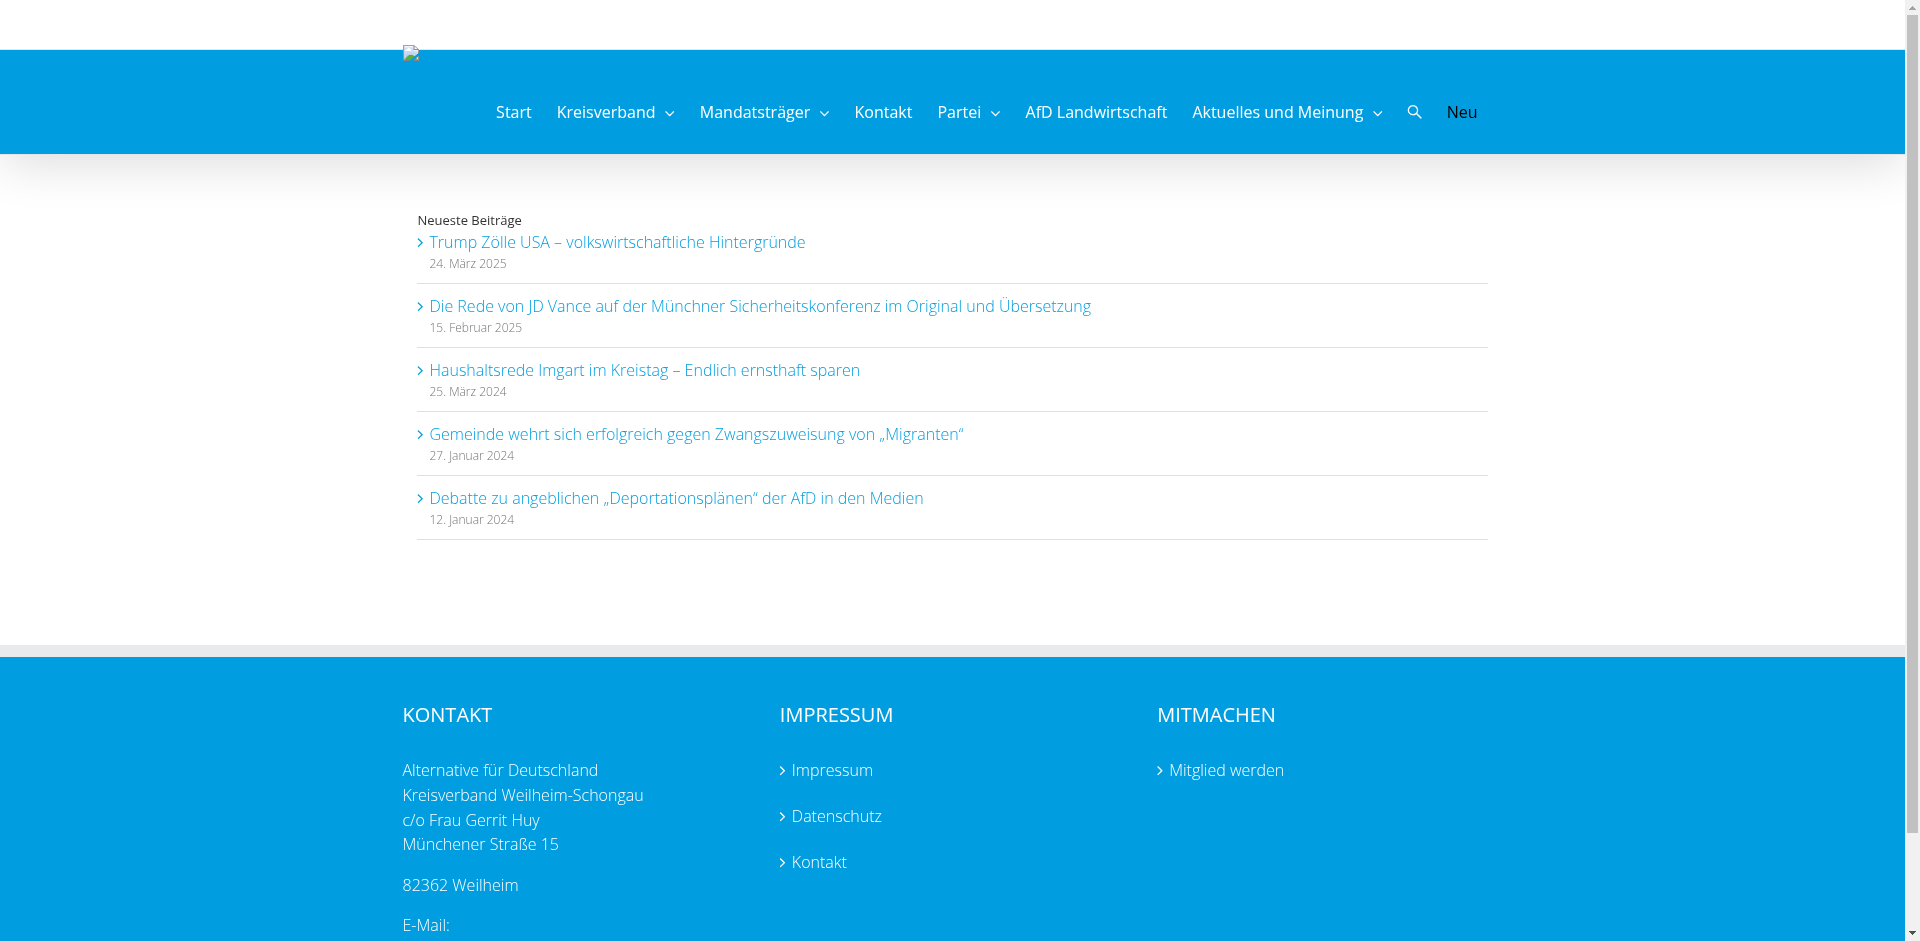 Start Kreisverband Mandatsträger Kontakt Partei AfD Landwirtschaft Aktuelles und Meinung Neu
Neueste Beiträge
Trump Zölle USA – volkswirtschaftliche Hintergründe
24. März 2025
Die Rede von JD Vance auf der Münchner Sicherheitskonferenz im Original und Übersetzung
15. Februar 2025
Haushaltsrede Imgart im Kreistag – Endlich ernsthaft sparen
25. März 2024
Gemeinde wehrt sich erfolgreich gegen Zwangszuweisung von „Migranten“
27. Januar 2024
Debatte zu angeblichen „Deportationsplänen“ der AfD in den Medien
12. Januar 2024
KONTAKT
Alternative für Deutschland
Kreisverband Weilheim-Schongau
c/o Frau Gerrit Huy
Münchener Straße 15
82362 Weilheim
E-Mail:
IMPRESSUM
Impressum
Datenschutz
Kontakt
MITMACHEN
Mitglied werden